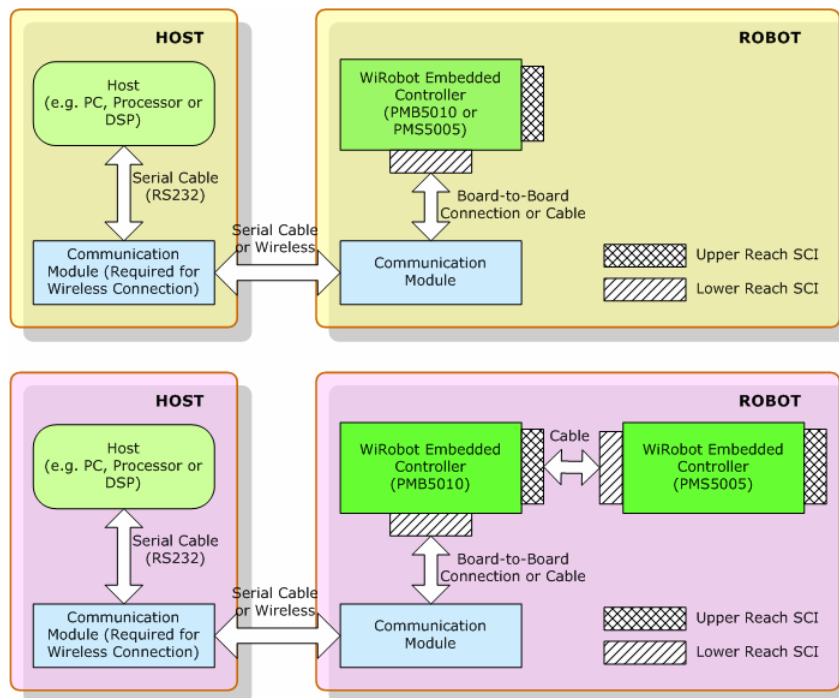 HOST
Host
(e.g. PC, Processor or
DSP)
Serial Cable
(RS232)
Communication
Module (Required for
Wireless Connection)
Serial Cable
or Wireless
ROBOT
WiRobot Embedded
Controller
(PMB5010 or
PMS5005)
Board-to-Board
Connection or Cable
Communication
Module
Upper Reach SCI
Lower Reach SCI
HOST
Host
(e.g. PC, Processor or
DSP)
Serial Cable
(RS232)
Communication
Module (Required for
Wireless Connection)
Serial Cable
or Wireless
ROBOT
WiRobot Embedded
Controller
(PMB5010)
Cable
WiRobot Embedded
Controller
(PMS5005)
Board-to-Board
Connection or Cable
Communication
Module
Upper Reach SCI
Lower Reach SCI